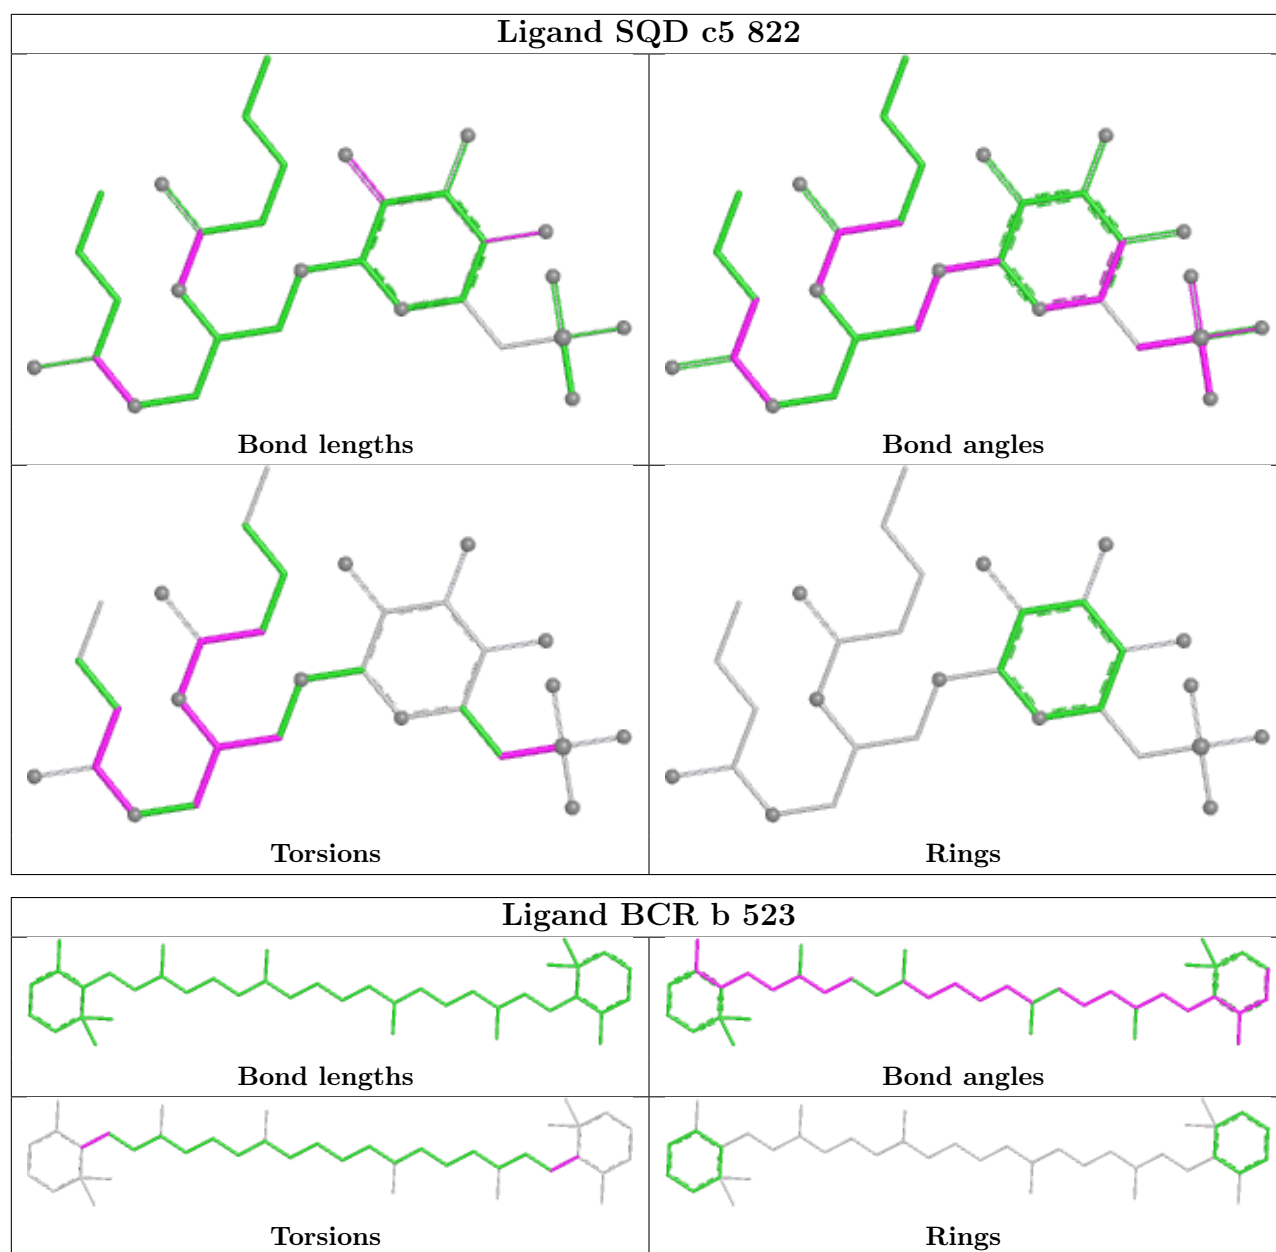 Ligand SQD c5 822
Bond lengths
Bond angles
Torsions
Rings
Ligand BCR b 523
Bond lengths
Bond angles
Torsions
Rings